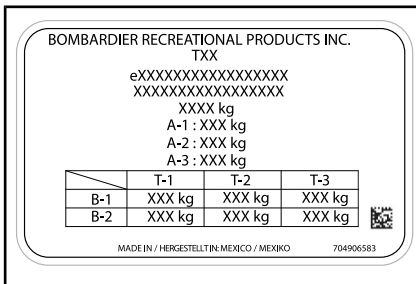 BOMBARDIER RECREATIONAL PRODUCTS INC.
TXX
eXXXXXXXXXXXXXXXXX
XXXXXXXXXXXXXXXXX
XXXX kg
A-1 : XXX kg
A-2 : XXX kg
A-3 : XXX kg
T-1 T-2 T-3
B-1 XXX kg XXX kg XXX kg
B-2 XXX kg XXX kg XXX kg
MADE IN / HERGESTELLT IN: MEXICO / MEXIKO 704906583